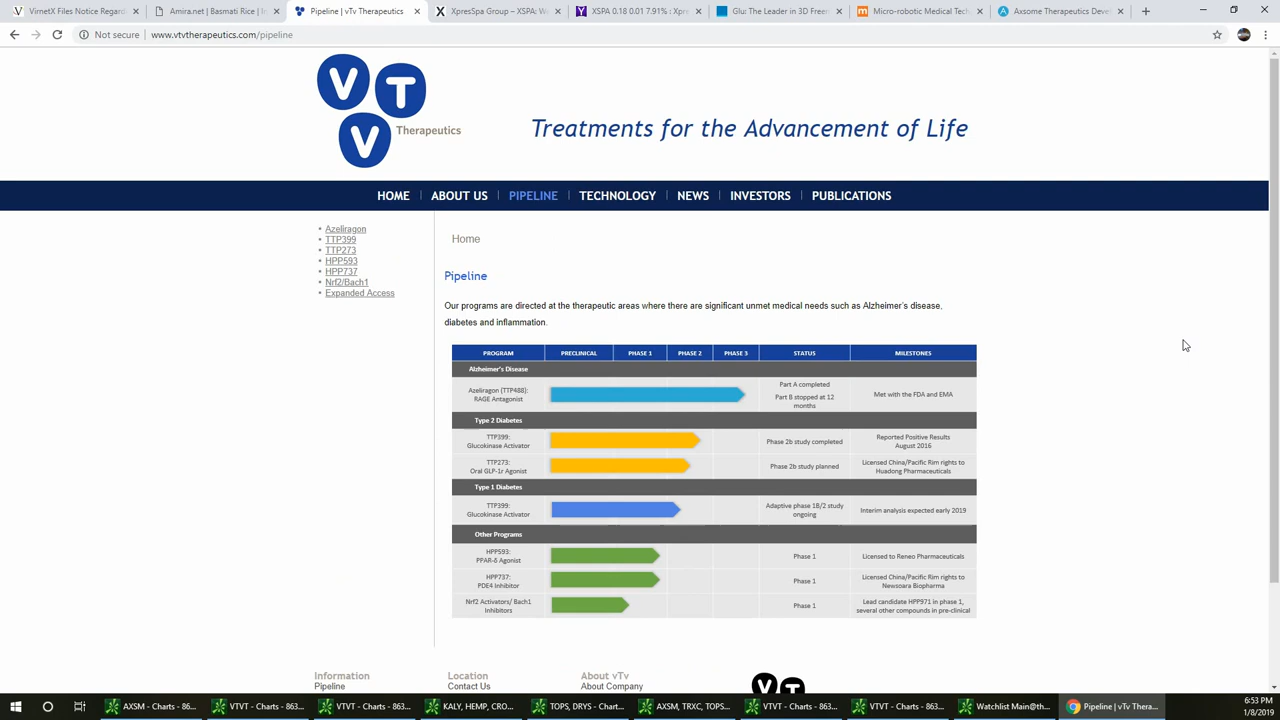 VirnetX Files Notice Regard
Amira.net | Basmati Rice | In
Pipeline | vTv Therapeutics
XpresSpa Group – XSPA: W
XSPA 0.18 0.01 7.91% : Xpre
Glu: The Leader in 3D Freem
Micro-robotic Medical Tech
Axsome Therapeutics Deve
Not secure
www.vtvtherapeutics.com/pipeline
V T V
Therapeutics
Treatments for the Advancement of Life
HOME
ABOUT US
PIPELINE
TECHNOLOGY
NEWS
INVESTORS
PUBLICATIONS
Azeliragon
TTP399
TTP273
HPP593
HPP737
Nrf2/Bach1
Expanded Access
Home
Pipeline
Our programs are directed at the therapeutic areas where there are significant unmet medical needs such as Alzheimer's disease,
diabetes and inflammation.
PROGRAM PRECLINICAL PHASE 1 PHASE 2 PHASE 3 STATUS MILESTONES
Alzheimer's Disease
Azeliragon (TTP488):
RAGE Antagonist
Part A completed
Part B stopped at 12
months
Met with the FDA and EMA
Type 2 Diabetes
TTP399:
Glucokinase Activator
Phase 2b study completed
Reported Positive Results
August 2016
TTP273:
Oral GLP-1r Agonist
Phase 2b study planned
Licensed China/Pacific Rim rights to
Huadong Pharmaceuticals
Type 1 Diabetes
TTP399:
Glucokinase Activator
Adaptive phase 1B/2 study
ongoing
Interim analysis expected early 2019
Other Programs
HPP593:
PPAR-δ Agonist
Phase 1
Licensed to Reneo Pharmaceuticals
HPP737:
PDE4 Inhibitor
Phase 1
Licensed China/Pacific Rim rights to
Newsoara Biopharma
Nrf2 Activators/ Bach1
Inhibitors
Phase 1
Lead candidate HPP971 in phase 1,
several other compounds in pre-clinical
Information
Pipeline
Location
Contact Us
About vTv
About Company
V T
AXSM - Charts - 86...
VTVT - Charts - 863...
VTVT - Charts - 863...
KALY, HEMP, CRO...
TOPS, DRYS - Chart...
AXSM, TRXC, TOPS...
VTVT - Charts - 863...
VTVT - Charts - 863...
Watchlist Main@th...
Pipeline | vTv Thera...
6:53 PM
1/8/2019